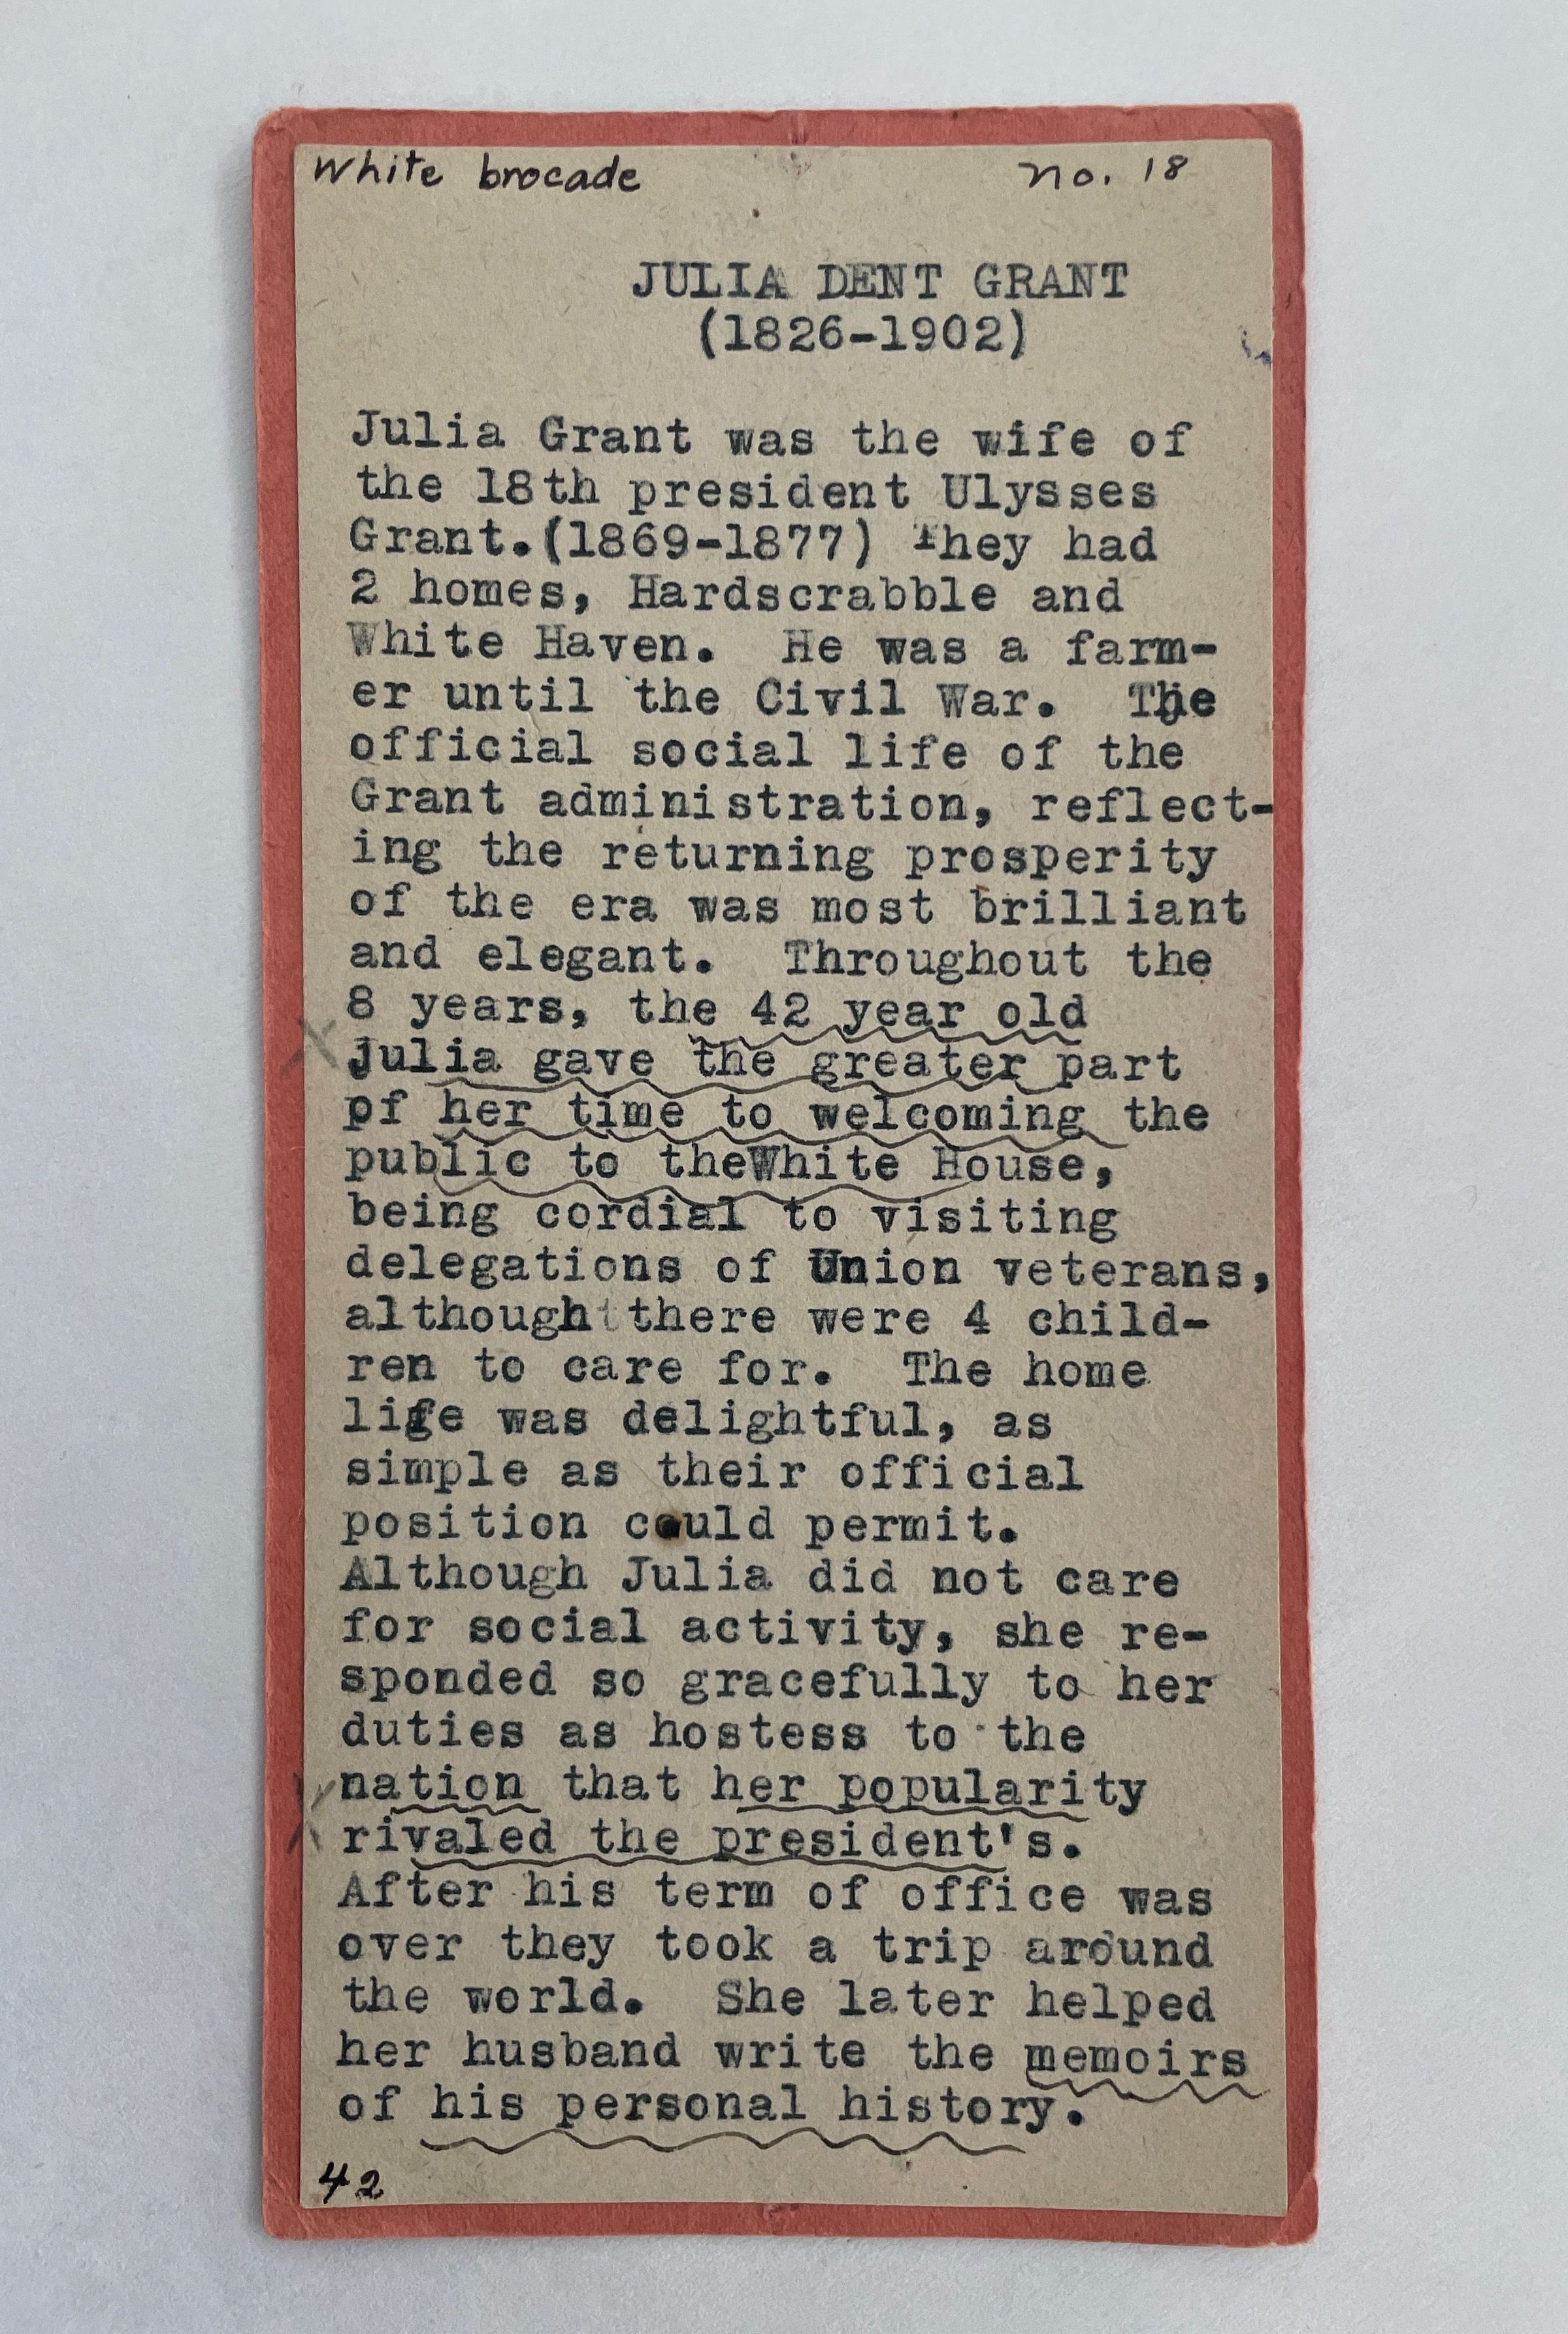 White brocade no. 18
JULIA DENT GRANT
(1826-1902)
Julia Grant was the wife of
the 18th president Ulysses
Grant.(1869-1877) They had
2 homes, Hardscrabble and
White Haven. He was a farm-
er until the Civil War. The
official social life of the
Grant administration, reflect-
ing the returning prosperity
of the era was most brilliant
and elegant. Throughout the
8 years, the 42 year old
Julia gave the greater part
of her time to welcoming the
public to theWhite House,
being cordial to visiting
delegations of Union veterans,
although there were 4 child-
ren to care for. The home
life was delightful, as
simple as their official
position could permit.
Although Julia did not care
for social activity, she re-
sponded so gracefully to her
duties as hostess to the
nation that her popularity
rivaled the president's.
After his term of office was
over they took a trip around
the world. She later helped
her husband write the memoirs
of his personal history.
42